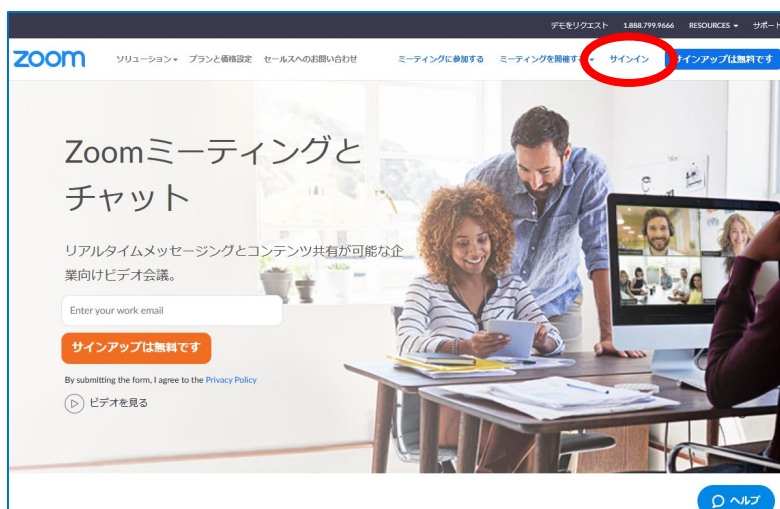 デモをリクエスト 1.888.799.9666 RESOURCES サポート
zoom ソリューション プランと価格設定 セールスへのお問い合わせ ミーティングに参加する ミーティングを開催する サインイン サインアップは無料です
Zoomミーティングと
チャット
リアルタイムメッセージングとコンテンツ共有が可能な企
業向けビデオ会議。
Enter your work email
サインアップは無料です
By submitting the form, I agree to the Privacy Policy
ビデオを見る
ヘルプ